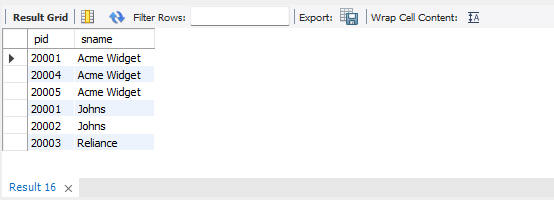 Result Grid Filter Rows: Export: Wrap Cell Content:
pid sname
20001 Acme Widget
20004 Acme Widget
20005 Acme Widget
20001 Johns
20002 Johns
20003 Reliance
Result 16 ×